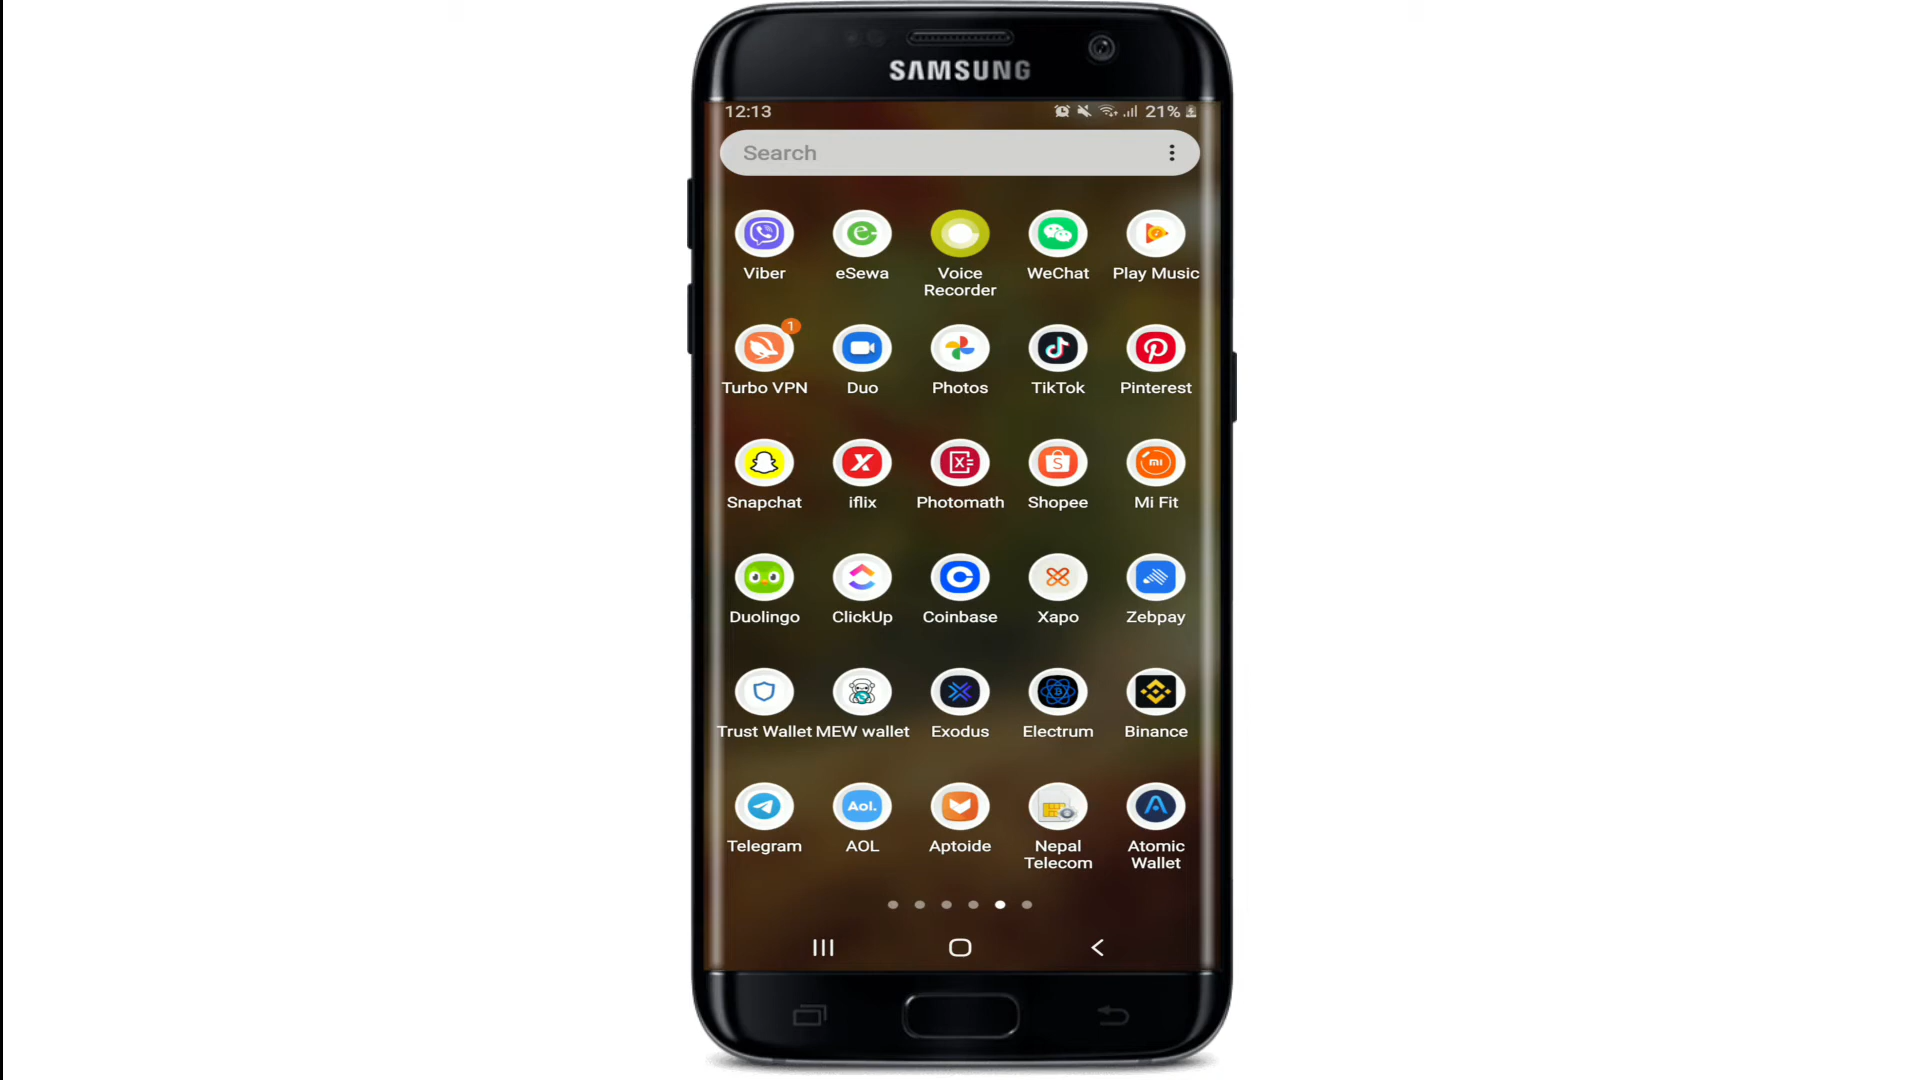 SAMSUNG
12:13 21%
Search
Viber eSewa Voice Recorder WeChat Play Music
1
Turbo VPN Duo Photos TikTok Pinterest
Snapchat iflix Photomath Shopee Mi Fit
Duolingo ClickUp Coinbase Xapo Zebpay
Trust Wallet MEW wallet Exodus Electrum Binance
Aol.
Telegram AOL Aptoide Nepal Telecom Atomic Wallet